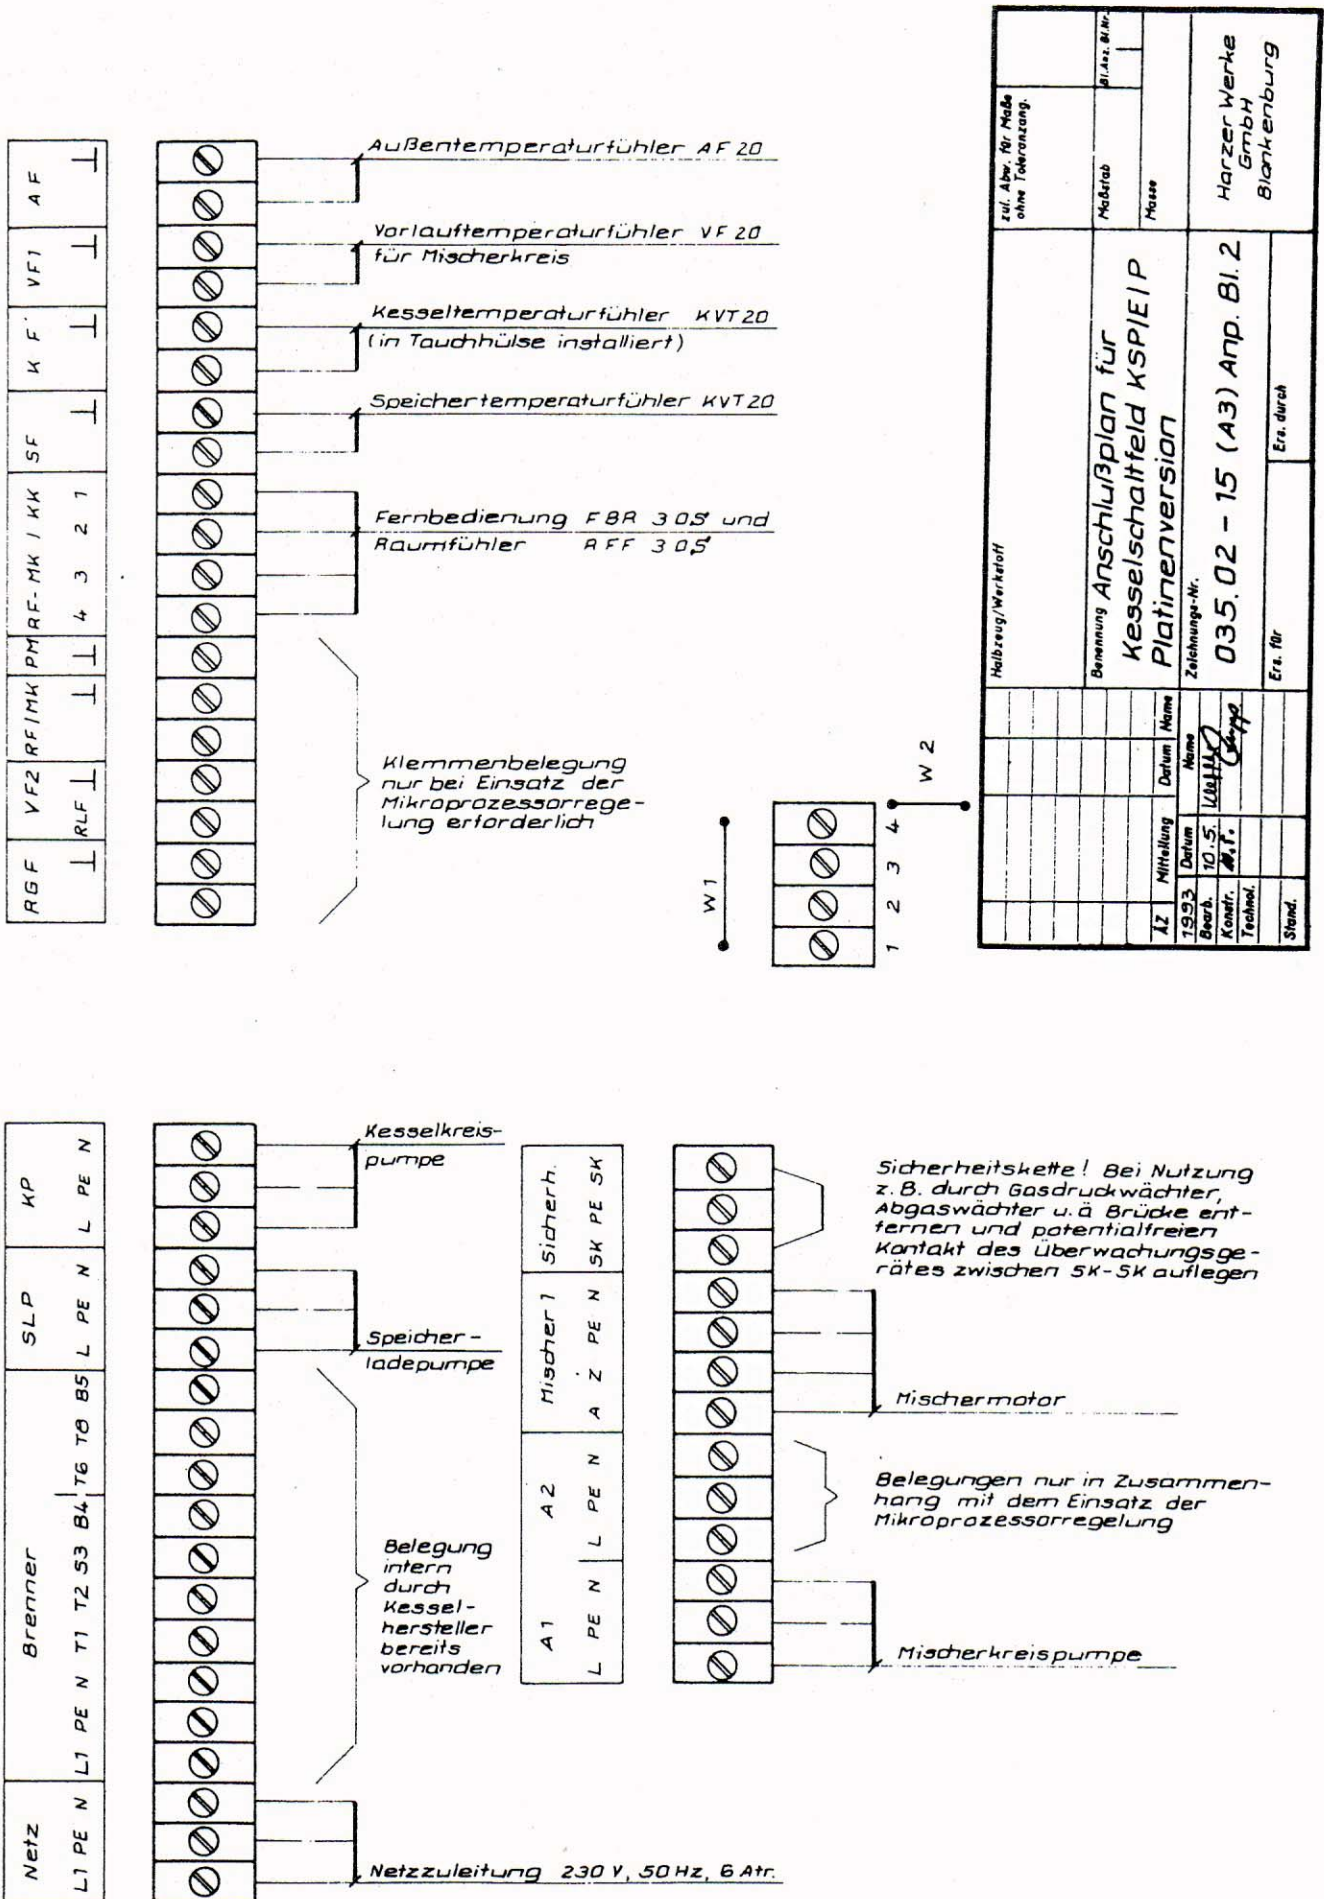 AF
VF1
KF
SF
RF-MK / KK
1
2
3
4
PM
RF/MK
VF2
RLF
RGF
Außentemperaturfühler AF 20
Vorlauftemperaturfühler VF 20
für Mischerkreis
Kesseltemperaturfühler KVT 20
(in Tauchhülse installiert)
Speichertemperaturfühler KVT 20
Fernbedienung FBR 30S und
Raumfühler RFF 30S
Klemmenbelegung
nur bei Einsatz der
Mikroprozessorrege-
lung erforderlich
W 1
W 2
1 2 3 4
zul. Abw. für Maße
ohne Toleranzang.
Halbzeug/Werkstoff
Maßstab
Bl.Anz. Bl.Nr.
Masse
Benennung Anschlußplan für
Kesselschaltfeld KSP/E/P
Platinenversion
Zeichnungs-Nr.
035.02 - 15 (A3) Anp. Bl. 2
Harzer Werke
GmbH
Blankenburg
ÄZ Mitteilung Datum Name
1993 Datum Name
Bearb. 10.5.
Konstr.
Technol.
Stand.
Ers. für
Ers. durch
KP
L PE N
SLP
L PE N
Brenner
L1 PE N T1 T2 S3 B4 T6 T8 B5
Netz
L1 PE N
Kesselkreis-
pumpe
Speicher-
ladepumpe
Belegung
intern
durch
Kessel-
hersteller
bereits
vorhanden
Netzzuleitung 230 V, 50 Hz, 6 Atr.
Sicherh.
SK PE SK
Mischer 1
A Z PE N
A2
L PE N
A1
L PE N
Sicherheitskette! Bei Nutzung
z. B. durch Gasdruckwächter,
Abgaswächter u. ä Brücke ent-
fernen und potentialfreien
Kontakt des Überwachungsge-
rätes zwischen SK-SK auflegen
Mischermotor
Belegungen nur in Zusammen-
hang mit dem Einsatz der
Mikroprozessorregelung
Mischerkreispumpe